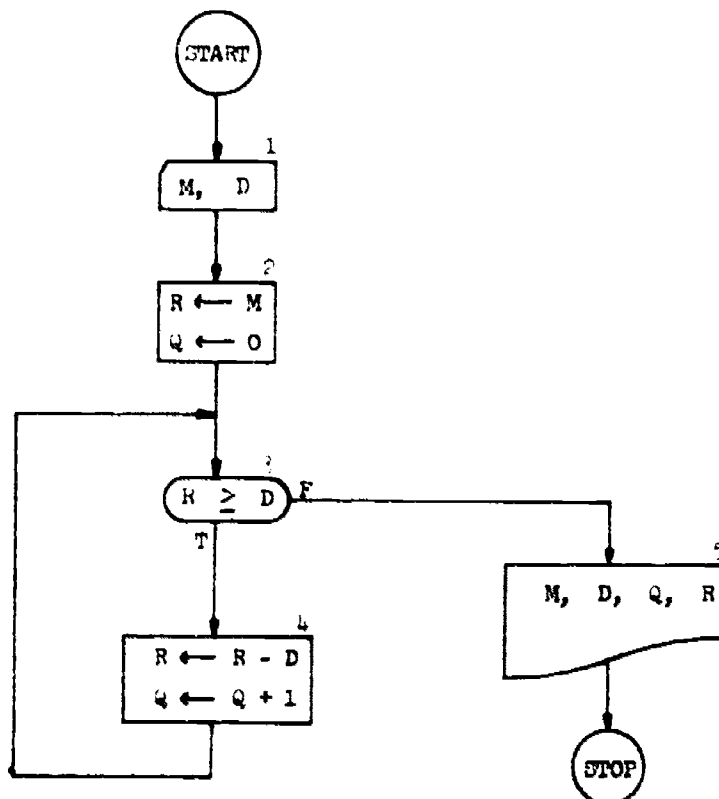 START
1
M, D
2
R ← M
Q ← 0
R ≥ D
F
T
4
R ← R - D
Q ← Q + 1
M, D, Q, R
STOP